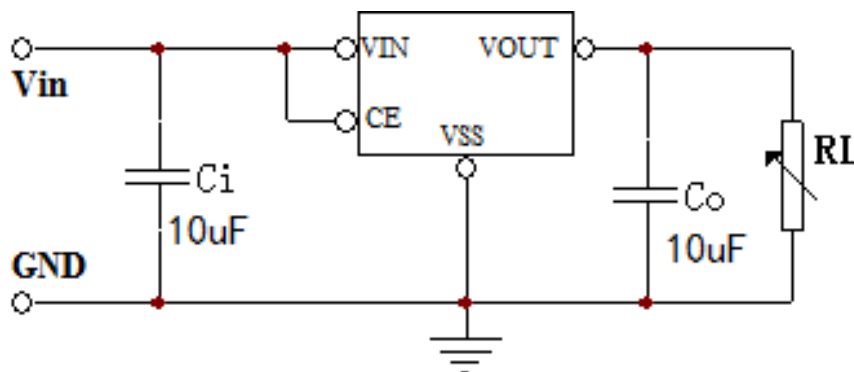 VIN
VOUT
Vin
CE
VSS
RL
Ci
Co
10uF
10uF
GND